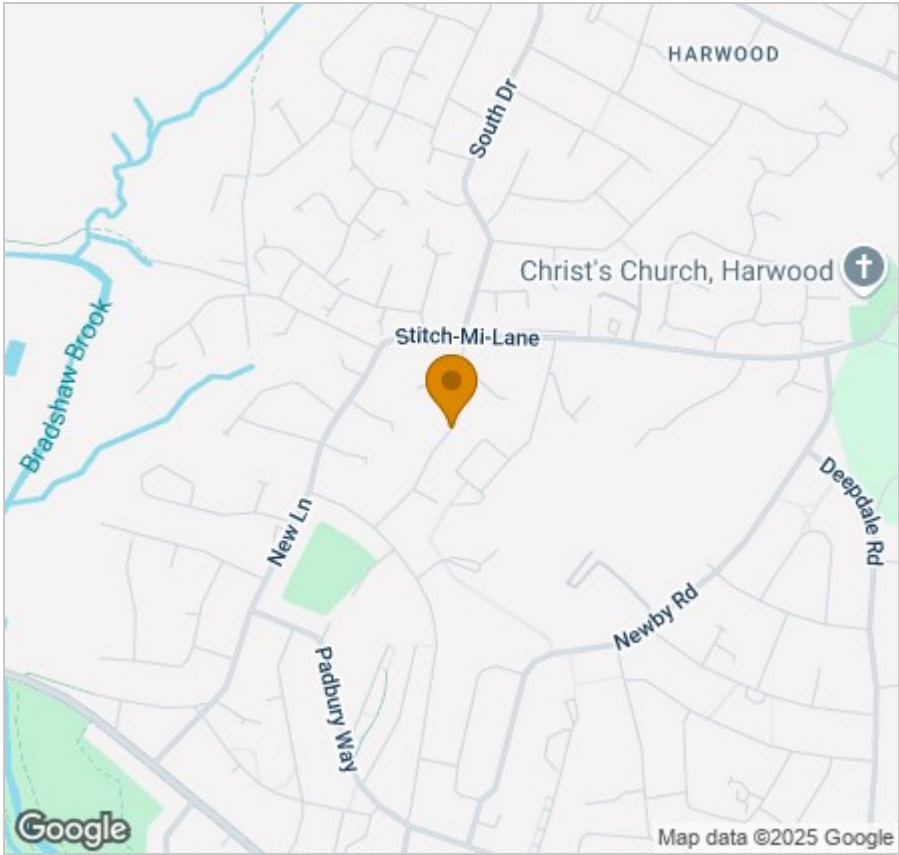 HARWOOD
South Dr
Christ's Church, Harwood
Stitch-Mi-Lane
Bradshaw Brook
Deepdale Rd
New Ln
Newby Rd
Padbury Way
Google
Map data ©2025 Google